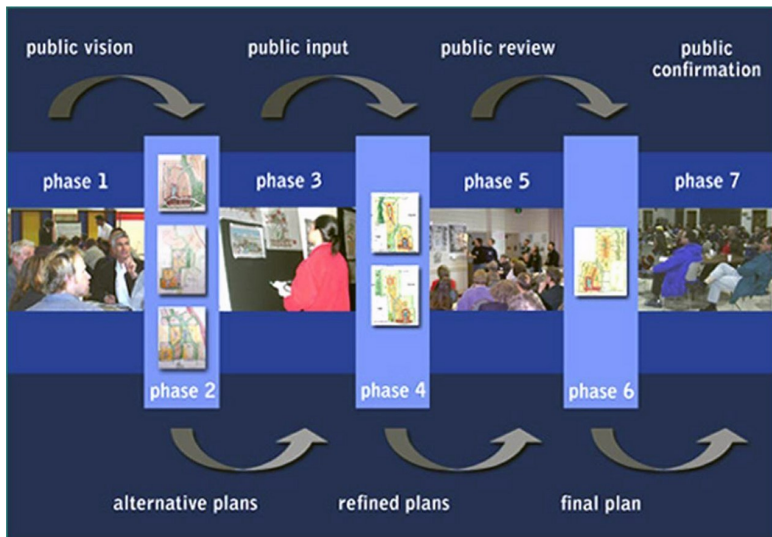 public vision
public input
public review
public
confirmation
phase 1
phase 3
phase 5
phase 7
phase 2
phase 4
phase 6
alternative plans
refined plans
final plan